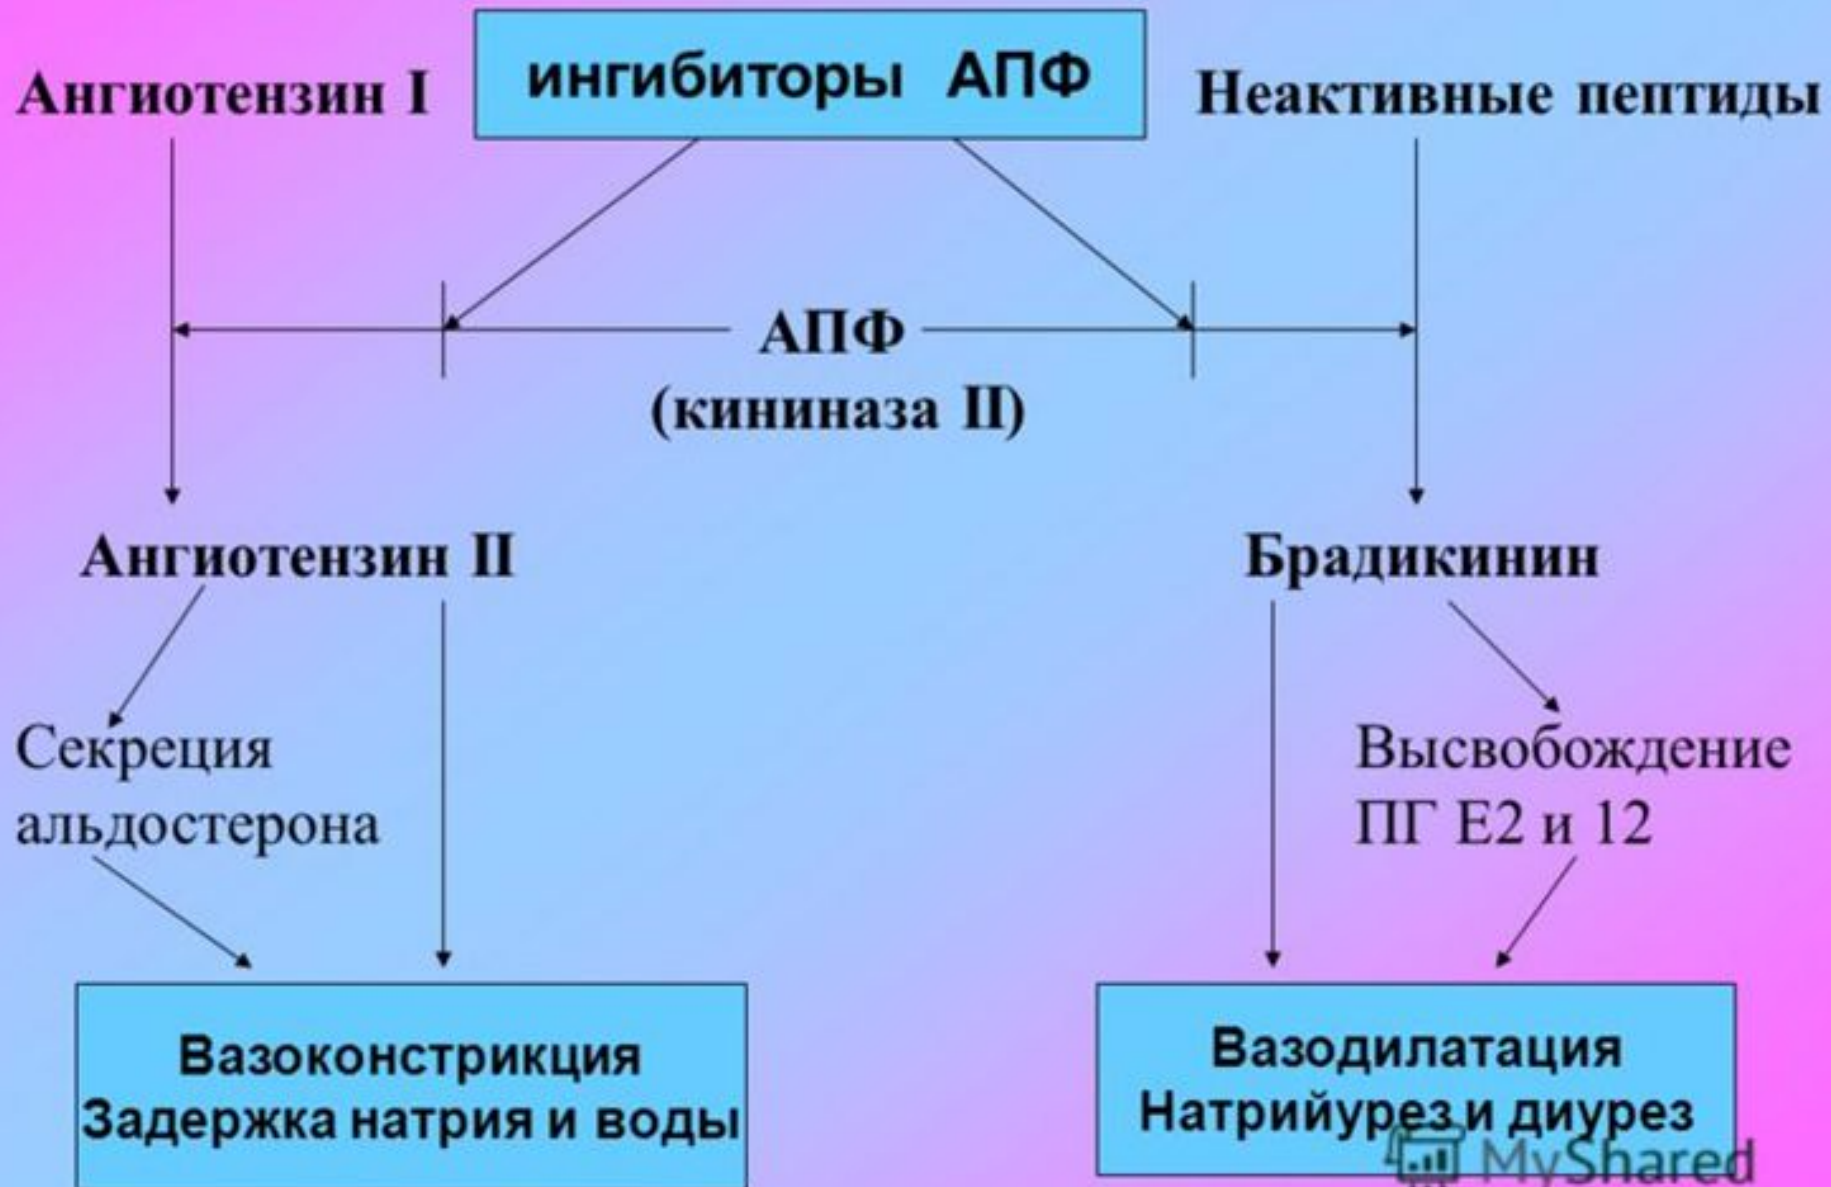 ингибиторы АПФ
Ангиотензин I
Неактивные пептиды
АПФ
(кининаза II)
Ангиотензин II
Брадикинин
Секреция
альдостерона
Высвобождение
ПГ Е2 и 12
Вазоконстрикция
Задержка натрия и воды
Вазодилатация
Натрийурез и диурез
MyShared